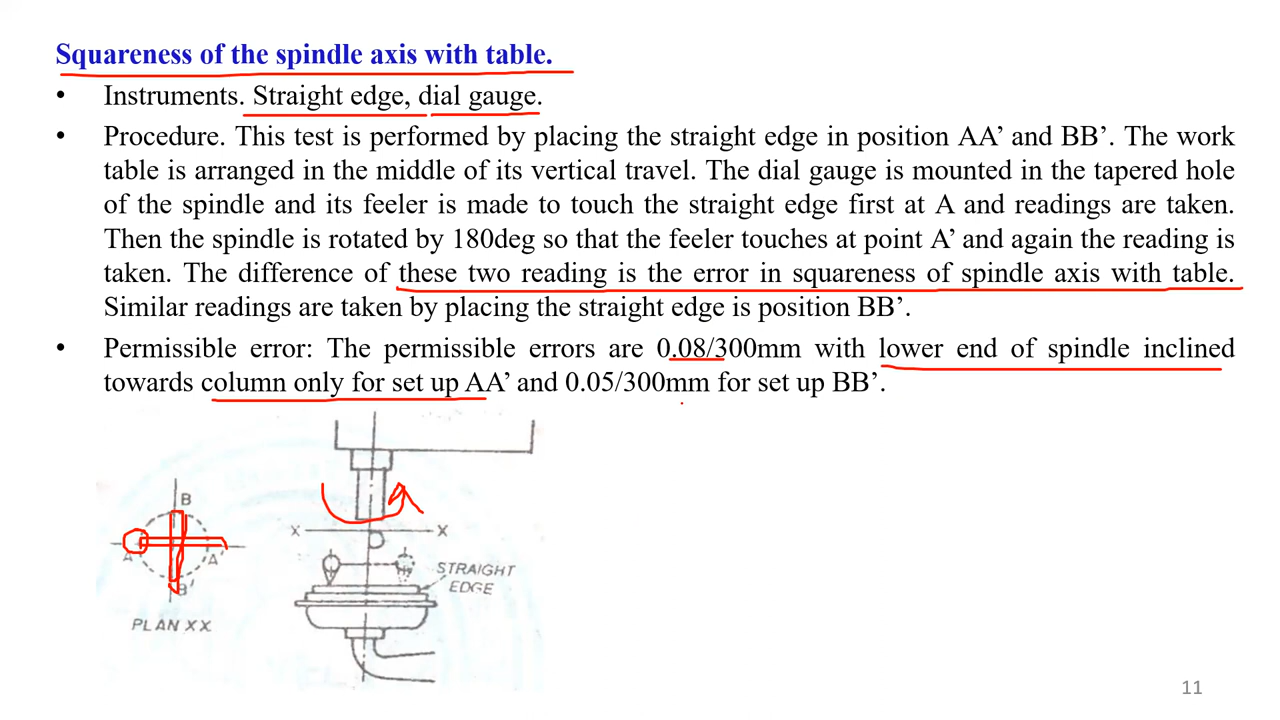 Squareness of the spindle axis with table.
• Instruments. Straight edge, dial gauge.
• Procedure. This test is performed by placing the straight edge in position AA’ and BB’. The work
table is arranged in the middle of its vertical travel. The dial gauge is mounted in the tapered hole
of the spindle and its feeler is made to touch the straight edge first at A and readings are taken.
Then the spindle is rotated by 180deg so that the feeler touches at point A’ and again the reading is
taken. The difference of these two reading is the error in squareness of spindle axis with table.
Similar readings are taken by placing the straight edge is position BB’.
• Permissible error: The permissible errors are 0.08/300mm with lower end of spindle inclined
towards column only for set up AA’ and 0.05/300mm for set up BB’.
B
X X
A A'
STRAIGHT
EDGE
B'
PLAN XX
11